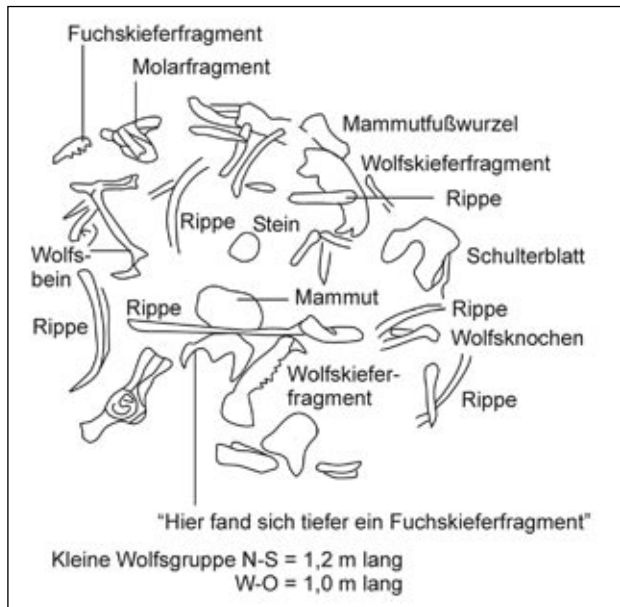 Fuchskieferfragment
Molarfragment
Mammutfußwurzel
Wolfskieferfragment
Rippe
Rippe
Stein
Wolfs-
bein
Schulterblatt
Mammut
Rippe
Rippe
Rippe
Wolfsknochen
Wolfskiefer-
fragment
Rippe
“Hier fand sich tiefer ein Fuchskieferfragment”
Kleine Wolfsgruppe N-S = 1,2 m lang
W-O = 1,0 m lang